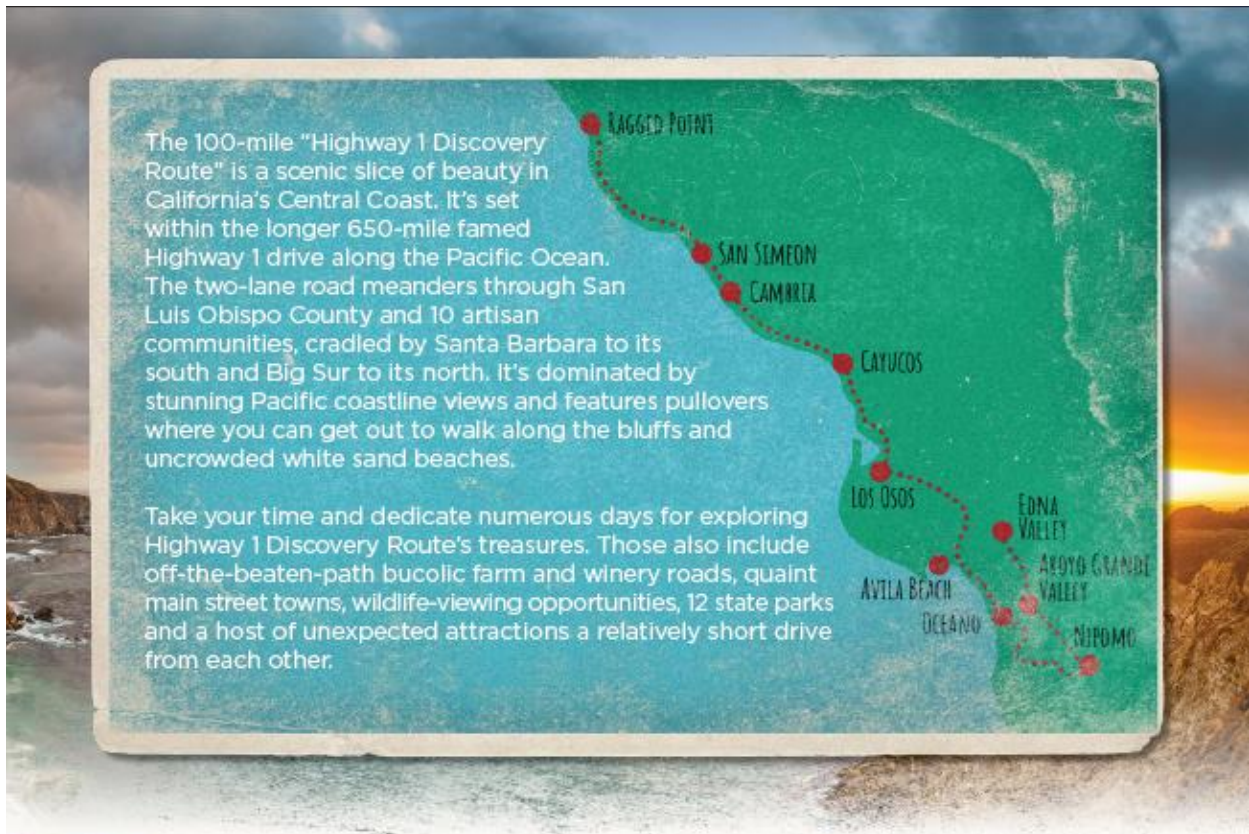 The 100-mile “Highway 1 Discovery
Route” is a scenic slice of beauty in
California’s Central Coast. It’s set
within the longer 650-mile famed
Highway 1 drive along the Pacific Ocean.
The two-lane road meanders through San
Luis Obispo County and 10 artisan
communities, cradled by Santa Barbara to its
south and Big Sur to its north. It’s dominated by
stunning Pacific coastline views and features pullovers
where you can get out to walk along the bluffs and
uncrowded white sand beaches.
Take your time and dedicate numerous days for exploring
Highway 1 Discovery Route’s treasures. Those also include
off-the-beaten-path bucolic farm and winery roads, quaint
main street towns, wildlife-viewing opportunities, 12 state parks
and a host of unexpected attractions a relatively short drive
from each other.
RAGGED POINT
SAN SIMEON
CAMBRIA
CAYUCOS
LOS OSOS
EDNA
VALLEY
AVILA BEACH
AROYO GRANDE
VALLEY
OCEANO
NIPOMO